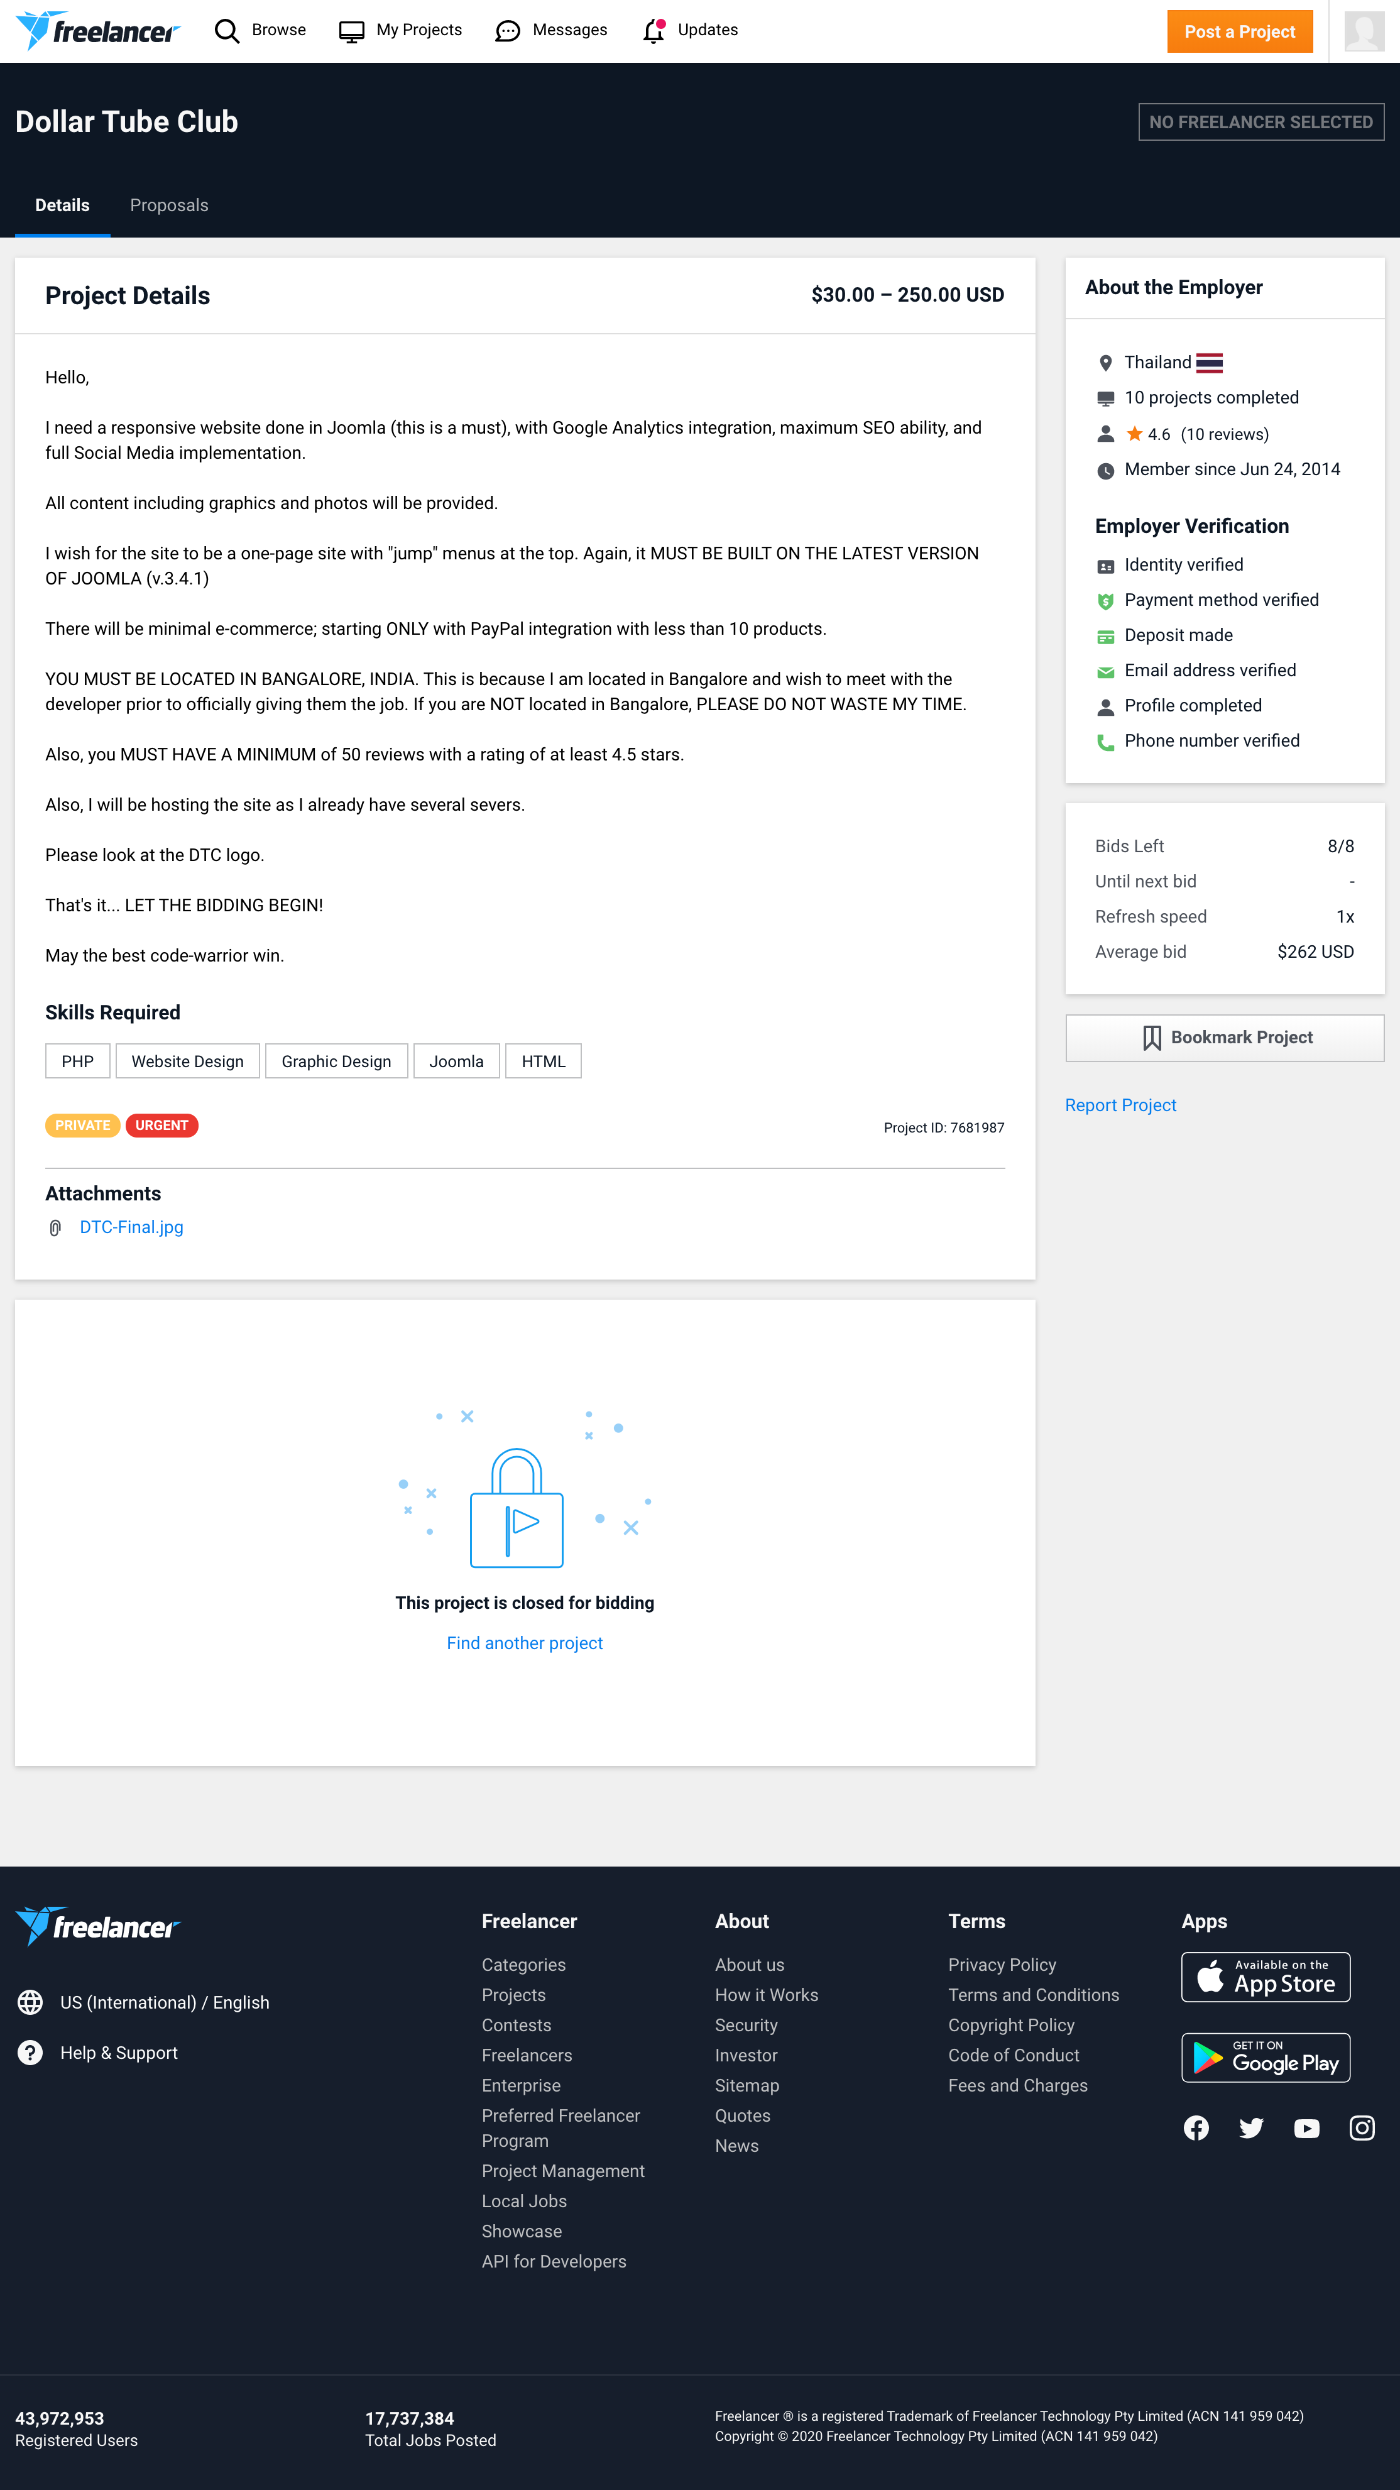 freelancer
Browse
My Projects
Messages
Updates
Post a Project
Dollar Tube Club
NO FREELANCER SELECTED
Details
Proposals
Project Details
$30.00 – 250.00 USD
Hello,
I need a responsive website done in Joomla (this is a must), with Google Analytics integration, maximum SEO ability, and
full Social Media implementation.
All content including graphics and photos will be provided.
I wish for the site to be a one-page site with "jump" menus at the top. Again, it MUST BE BUILT ON THE LATEST VERSION
OF JOOMLA (v.3.4.1)
There will be minimal e-commerce; starting ONLY with PayPal integration with less than 10 products.
YOU MUST BE LOCATED IN BANGALORE, INDIA. This is because I am located in Bangalore and wish to meet with the
developer prior to officially giving them the job. If you are NOT located in Bangalore, PLEASE DO NOT WASTE MY TIME.
Also, you MUST HAVE A MINIMUM of 50 reviews with a rating of at least 4.5 stars.
Also, I will be hosting the site as I already have several severs.
Please look at the DTC logo.
That's it... LET THE BIDDING BEGIN!
May the best code-warrior win.
Skills Required
PHP
Website Design
Graphic Design
Joomla
HTML
PRIVATE
URGENT
Project ID: 7681987
Attachments
DTC-Final.jpg
About the Employer
Thailand
10 projects completed
4.6 (10 reviews)
Member since Jun 24, 2014
Employer Verification
Identity verified
Payment method verified
Deposit made
Email address verified
Profile completed
Phone number verified
Bids Left 8/8
Until next bid -
Refresh speed 1x
Average bid $262 USD
Bookmark Project
Report Project
This project is closed for bidding
Find another project
freelancer
US (International) / English
Help & Support
Freelancer
Categories
Projects
Contests
Freelancers
Enterprise
Preferred Freelancer
Program
Project Management
Local Jobs
Showcase
API for Developers
About
About us
How it Works
Security
Investor
Sitemap
Quotes
News
Terms
Privacy Policy
Terms and Conditions
Copyright Policy
Code of Conduct
Fees and Charges
Apps
Available on the
App Store
GET IT ON
Google Play
43,972,953
Registered Users
17,737,384
Total Jobs Posted
Freelancer ® is a registered Trademark of Freelancer Technology Pty Limited (ACN 141 959 042)
Copyright © 2020 Freelancer Technology Pty Limited (ACN 141 959 042)